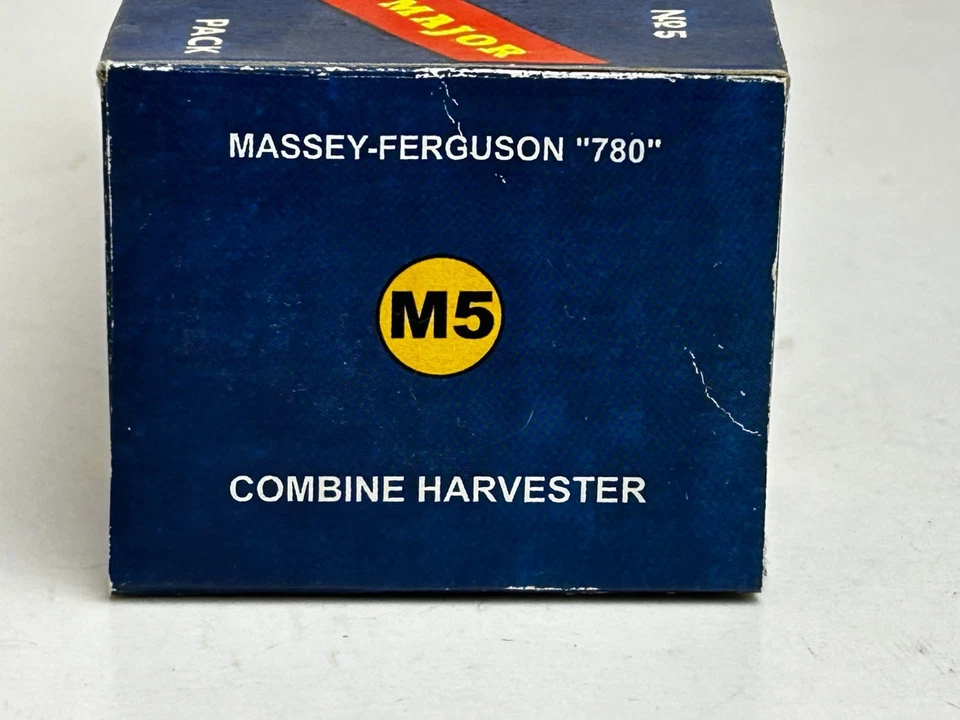 MAJOR
PACK
Nº5
MASSEY-FERGUSON "780"
M5
COMBINE HARVESTER